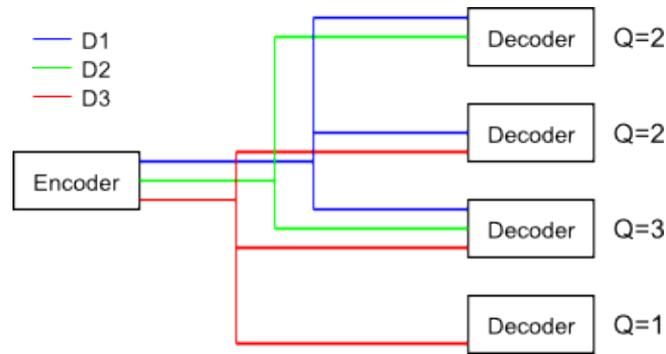 D1
D2
D3
Encoder
Decoder Q=2
Decoder Q=2
Decoder Q=3
Decoder Q=1